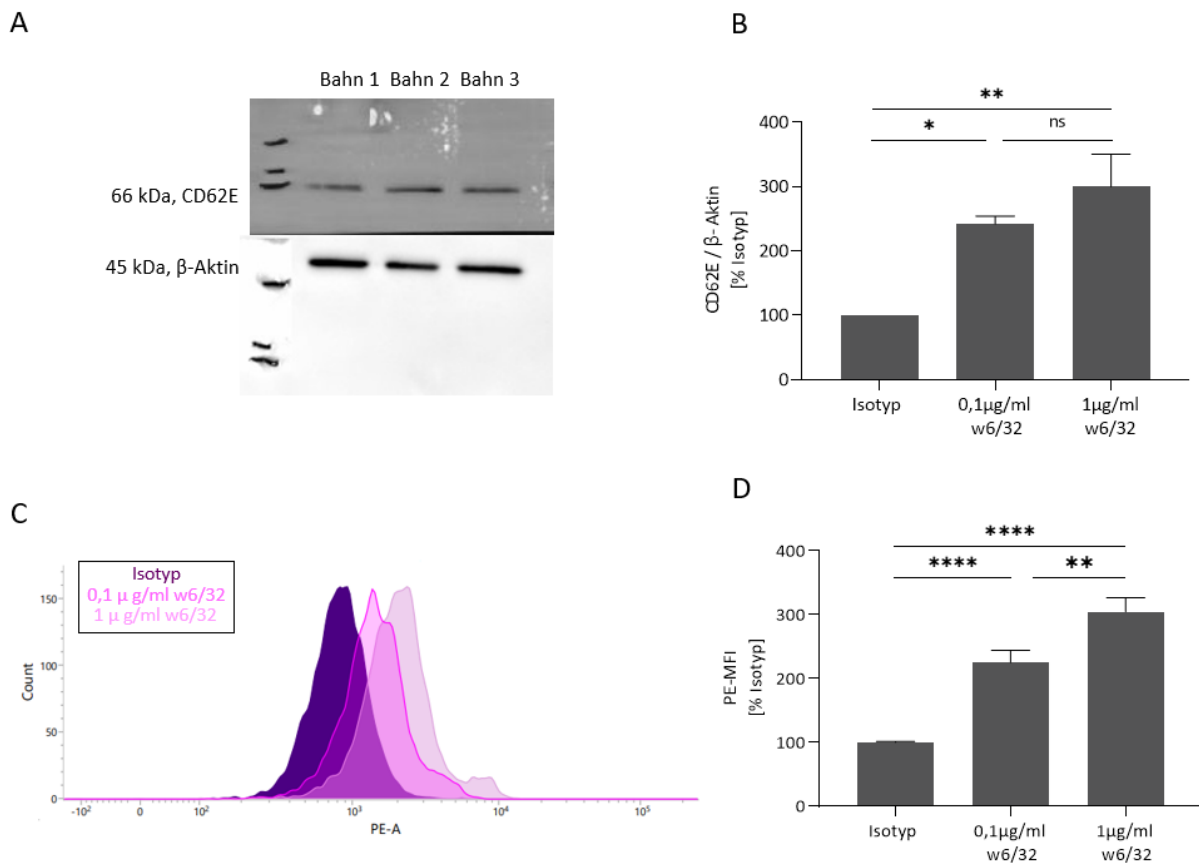 A
Bahn 1 Bahn 2 Bahn 3
66 kDa, CD62E
45 kDa, β-Aktin
B
**
*
ns
CD62E / β- Aktin
[% Isotyp]
400
300
200
100
0
Isotyp
0,1µg/ml
w6/32
1µg/ml
w6/32
C
Isotyp
0,1 µ g/ml w6/32
1 µ g/ml w6/32
Count
150
100
50
0
-10²
0
10²
10³
10⁴
10⁵
PE-A
D
****
****
**
PE-MFI
[% Isotyp]
400
300
200
100
0
Isotyp
0,1µg/ml
w6/32
1µg/ml
w6/32